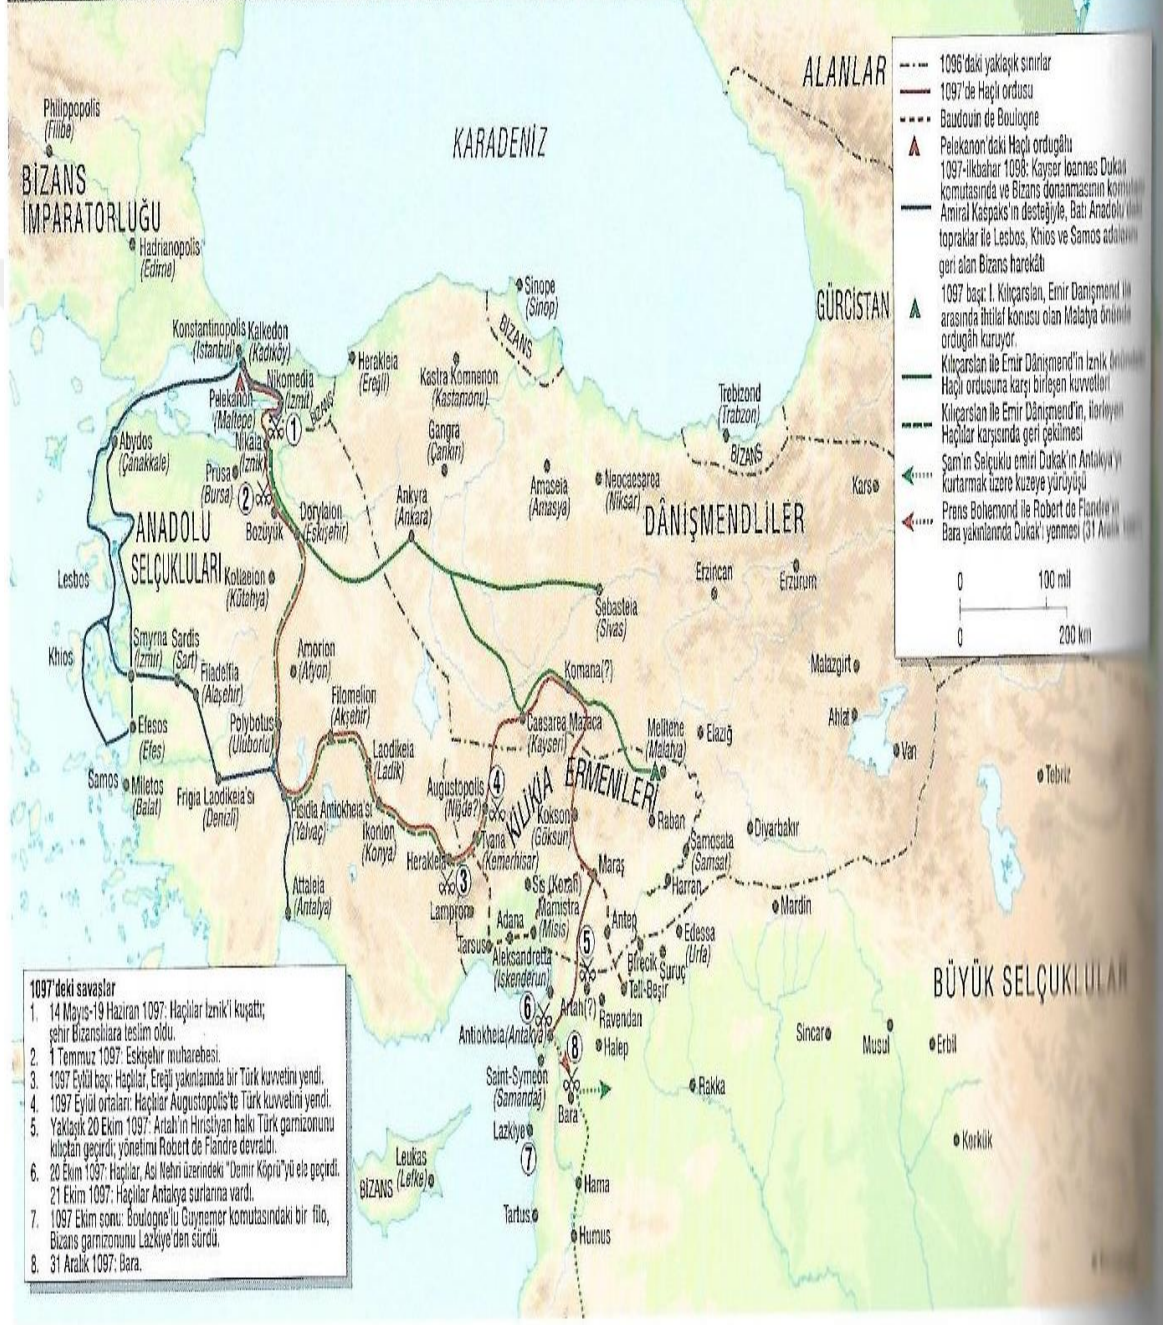 Philippopolis
(Filibe)
BİZANS
İMPARATORLUĞU
Hadrianopolis
(Edirne)
KARADENİZ
ALANLAR
GÜRCİSTAN
Sinope
(Sinop)
BİZANS
Konstantinopolis
(İstanbul)
Kalkedon
(Kadıköy)
Herakleia
(Ereğli)
Kastra Komnenon
(Kastamonu)
Nikomedia
(İzmit)
BİZANS
Pelekanon
(Maltepe)
1
Nikaia
(İznik)
Trebizond
(Trabzon)
BİZANS
Abydos
(Çanakkale)
Gangra
(Çankırı)
Prusa
(Bursa)
2
Amaseia
(Amasya)
Neocaesarea
(Niksar)
Kars
Ankyra
(Ankara)
Dorylaion
(Eskişehir)
Bozüyük
ANADOLU
SELÇUKLULARI
DÂNİŞMENDLİLER
Lesbos
Kotiaeion
(Kütahya)
Erzincan
Erzurum
Sebasteia
(Sivas)
Khios
Smyrna
(İzmir)
Sardis
(Sart)
Filadelfia
(Alaşehir)
Amorion
(Afyon)
Komana(?)
Malazgirt
Filomelion
(Akşehir)
Efesos
(Efes)
Polybotus
(Uluborlu)
Caesarea Mazaca
(Kayseri)
Melitene
(Malatya)
Elazığ
Ahlat
Van
Laodikeia
(Ladik)
Tebriz
Samos
Miletos
(Balat)
Frigia Laodikeia'sı
(Denizli)
Pisidia Antiokheia'sı
(Yalvaç)
Augustopolis
(Niğde?)
4
KİLİKİA ERMENİLERİ
Ikonion
(Konya)
Kokson
(Göksun)
Raban
Diyarbakır
Tyana
(Kemerhisar)
Samosata
(Samsat)
Herakleia
3
Maraş
Attaleia
(Antalya)
Sis (Kozan)
Harran
Lampron
Mamistra
(Misis)
Mardin
Adana
Antep
Tarsus
5
Edessa
(Urfa)
Aleksandretta
(İskenderun)
Birecik
Suruç
Tell-Beşir
BÜYÜK SELÇUKLULAR
6
Artah(?)
Ravendan
Antiokheia(Antakya)
8
Halep
Sincar
Musul
Erbil
Saint-Symeon
(Samandağ)
Rakka
Bara
Lazkiye
7
Kerkük
Leukas
(Lefke)
BİZANS
Hama
Tartus
Humus
1096'daki yaklaşık sınırlar
1097'de Haçlı ordusu
Baudouin de Boulogne
Pelekanon'daki Haçlı ordugâhı
1097-ilkbahar 1098: Kayser Ioannes Dukas
komutasında ve Bizans donanmasının
Amiral Kaspaks'ın desteğiyle, Batı Anadolu'daki
topraklar ile Lesbos, Khios ve Samos adalarını
geri alan Bizans harekâtı
1097 başı: I. Kılıçarslan, Emir Danişmend ile
arasında ihtilaf konusu olan Malatya önünde
ordugâh kuruyor.
Kılıçarslan ile Emir Dânişmend'in İznik
Haçlı ordusuna karşı birleşen kuvvetleri
Kılıçarslan ile Emir Dânişmend'in, ilerleyen
Haçlılar karşısında geri çekilmesi
Şam'ın Selçuklu emiri Dukak'ın Antakya'yı
kurtarmak üzere kuzeye yürüyüşü
Prens Bohemond ile Robert de Flandre'ın
Bara yakınlarında Dukak'ı yenmesi (31 Aralık
0 100 mil
0 200 km
1097'deki savaşlar
1. 14 Mayıs-19 Haziran 1097: Haçlılar İznik'i kuşattı;
şehir Bizanslılara teslim oldu.
2. 1 Temmuz 1097: Eskişehir muharebesi.
3. 1097 Eylül başı: Haçlılar, Ereğli yakınlarında bir Türk kuvvetini yendi.
4. 1097 Eylül ortaları: Haçlılar Augustopolis'te Türk kuvvetini yendi.
5. Yaklaşık 20 Ekim 1097: Artah'ın Hıristiyan halkı Türk garnizonunu
kılıçtan geçirdi; yönetimi Robert de Flandre devraldı.
6. 20 Ekim 1097: Haçlılar, Asi Nehri üzerindeki "Demir Köprü"yü ele geçirdi.
21 Ekim 1097: Haçlılar Antakya surlarına vardı.
7. 1097 Ekim sonu: Boulogne'lu Guynemer komutasındaki bir filo,
Bizans garnizonunu Lazkiye'den sürdü.
8. 31 Aralık 1097: Bara.